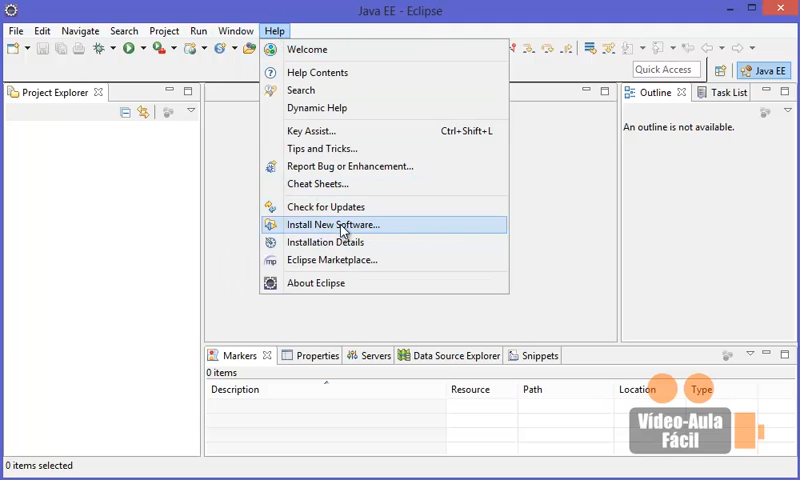 Java EE - Eclipse
File Edit Navigate Search Project Run Window Help
Quick Access
Java EE
Project Explorer
Welcome
Help Contents
Search
Dynamic Help
Key Assist... Ctrl+Shift+L
Tips and Tricks...
Report Bug or Enhancement...
Cheat Sheets...
Check for Updates
Install New Software...
Installation Details
mp Eclipse Marketplace...
About Eclipse
Outline Task List
An outline is not available.
Markers Properties Servers Data Source Explorer Snippets
0 items
Description Resource Path Location Type
Vídeo-Aula
Fácil
0 items selected